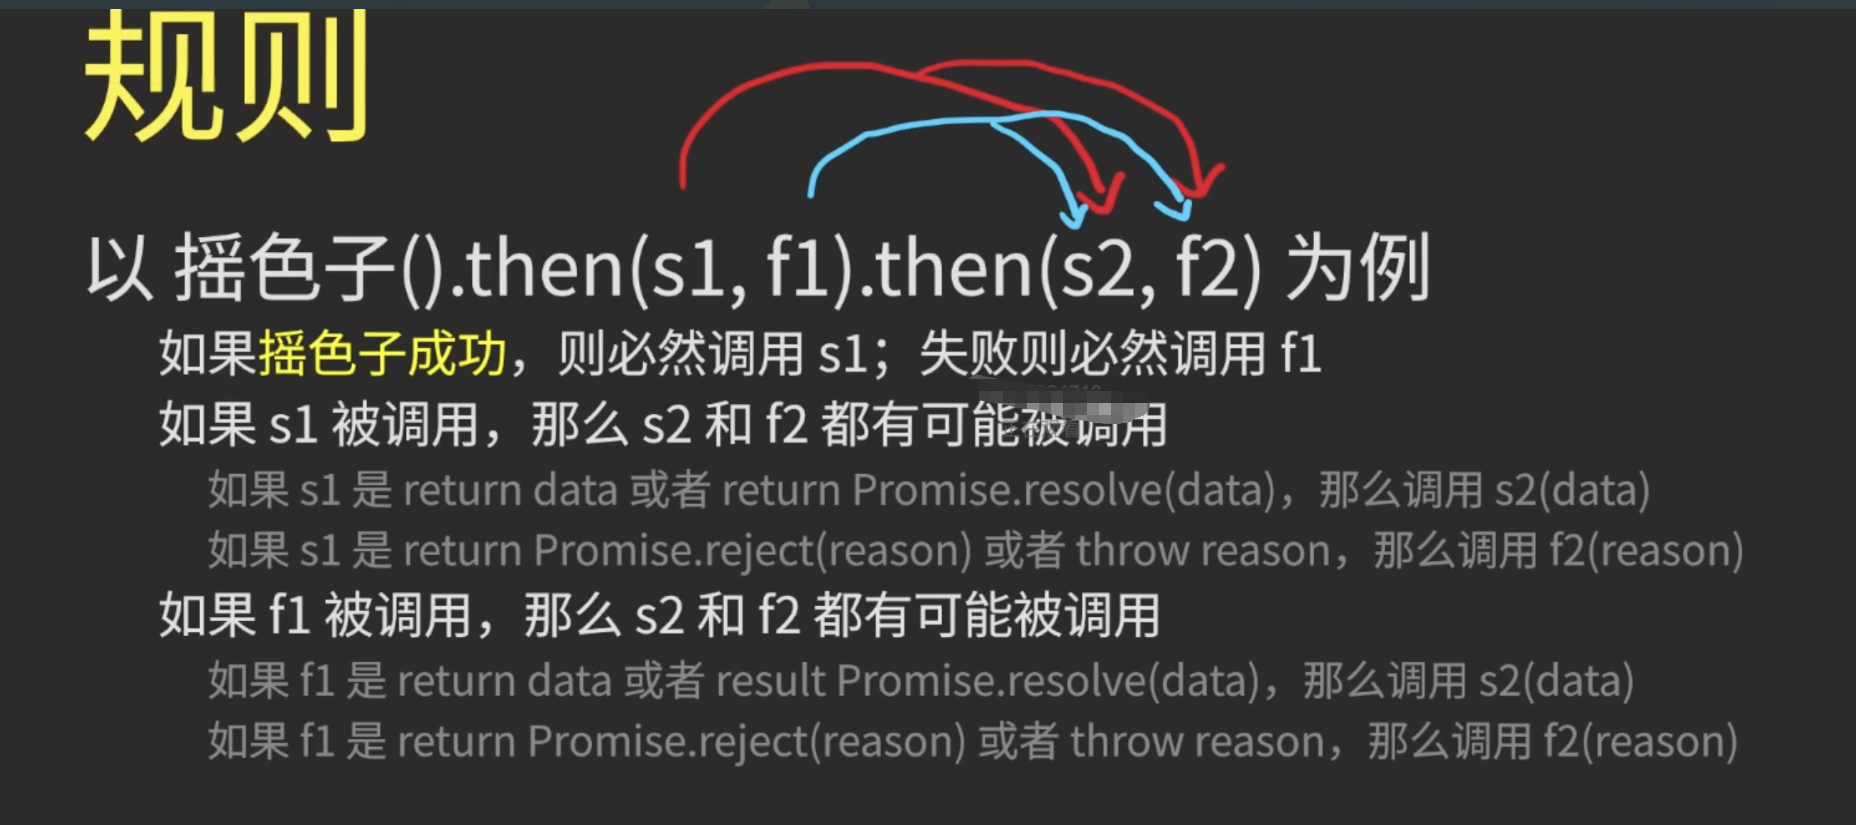 规则
以 摇色子().then(s1, f1).then(s2, f2) 为例
如果摇色子成功，则必然调用 s1；失败则必然调用 f1
如果 s1 被调用，那么 s2 和 f2 都有可能被调用
如果 s1 是 return data 或者 return Promise.resolve(data)，那么调用 s2(data)
如果 s1 是 return Promise.reject(reason) 或者 throw reason，那么调用 f2(reason)
如果 f1 被调用，那么 s2 和 f2 都有可能被调用
如果 f1 是 return data 或者 result Promise.resolve(data)，那么调用 s2(data)
如果 f1 是 return Promise.reject(reason) 或者 throw reason，那么调用 f2(reason)